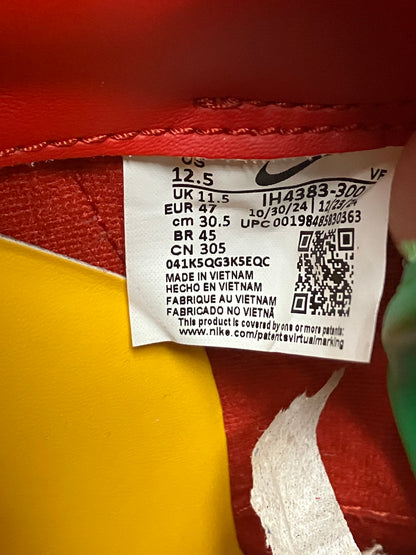 US
12.5
VF
UK 11.5
IH4383-300
EUR 47
10/30/24 12/23/24
cm 30.5
UPC 00198485830363
BR 45
CN 305
041K5QG3K5EQC
MADE IN VIETNAM
HECHO EN VIETNAM
FABRIQUE AU VIETNAM
FABRICADO NO VIETNÃ
This product is covered by one or more patents:
www.nike.com/patentsvirtualmarking